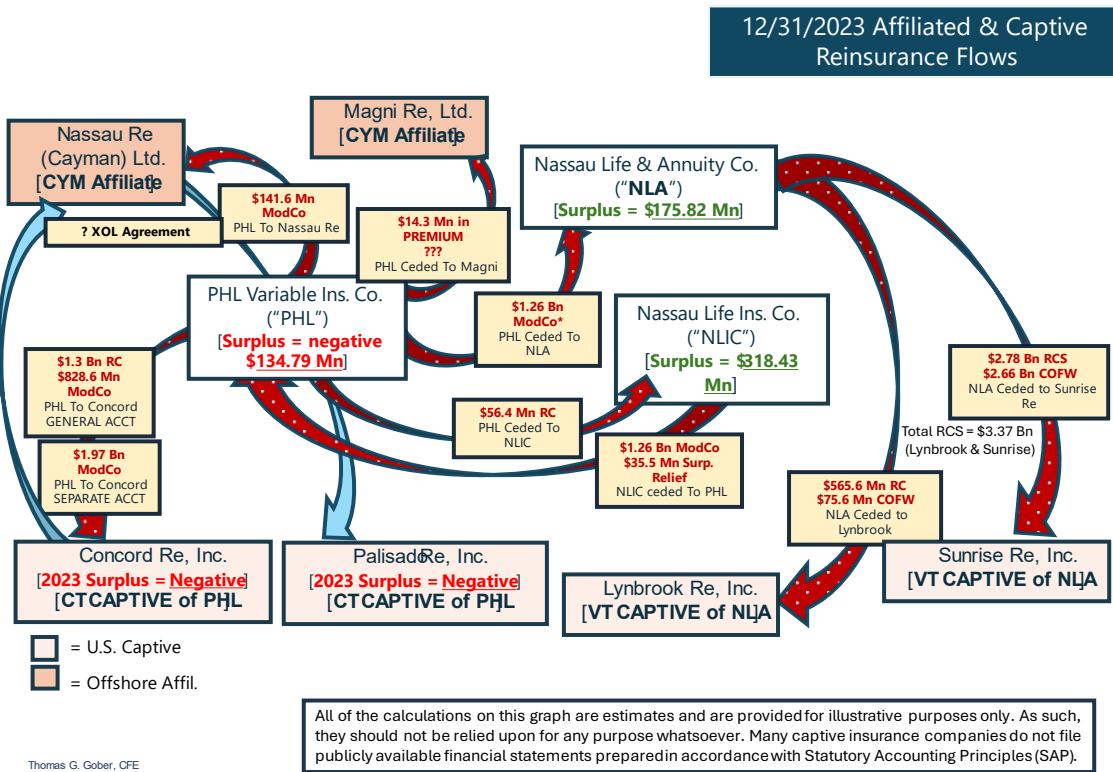 12/31/2023 Affiliated & Captive
Reinsurance Flows
Nassau Re
(Cayman) Ltd.
[CYM Affiliate]
Magni Re, Ltd.
[CYM Affiliate]
Nassau Life & Annuity Co.
("NLA")
[Surplus = $175.82 Mn]
$141.6 Mn
ModCo
PHL To Nassau Re
$14.3 Mn in
PREMIUM
???
PHL Ceded To Magni
? XOL Agreement
PHL Variable Ins. Co.
("PHL")
[Surplus = negative
$134.79 Mn]
$1.26 Bn
ModCo*
PHL Ceded To
NLA
Nassau Life Ins. Co.
("NLIC")
[Surplus = $318.43
Mn]
$1.3 Bn RC
$828.6 Mn
ModCo
PHL To Concord
GENERAL ACCT
$1.97 Bn
ModCo
PHL To Concord
SEPARATE ACCT
$56.4 Mn RC
PHL Ceded To
NLIC
$1.26 Bn ModCo
$35.5 Mn Surp.
Relief
NLIC ceded To PHL
$2.78 Bn RCS
$2.66 Bn COFW
NLA Ceded to Sunrise
Re
Total RCS = $3.37 Bn
(Lynbrook & Sunrise)
$565.6 Mn RC
$75.6 Mn COFW
NLA Ceded to
Lynbrook
Concord Re, Inc.
[2023 Surplus = Negative]
[CT CAPTIVE of PHL]
Palisado Re, Inc.
[2023 Surplus = Negative]
[CT CAPTIVE of PHL]
Lynbrook Re, Inc.
[VT CAPTIVE of NLA]
Sunrise Re, Inc.
[VT CAPTIVE of NLA]
= U.S. Captive
= Offshore Affil.
All of the calculations on this graph are estimates and are provided for illustrative purposes only. As such,
they should not be relied upon for any purpose whatsoever. Many captive insurance companies do not file
publicly available financial statements prepared in accordance with Statutory Accounting Principles (SAP).
Thomas G. Gober, CFE